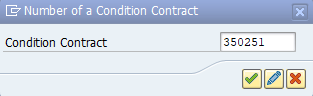 Number of a Condition Contract
Condition Contract 350251